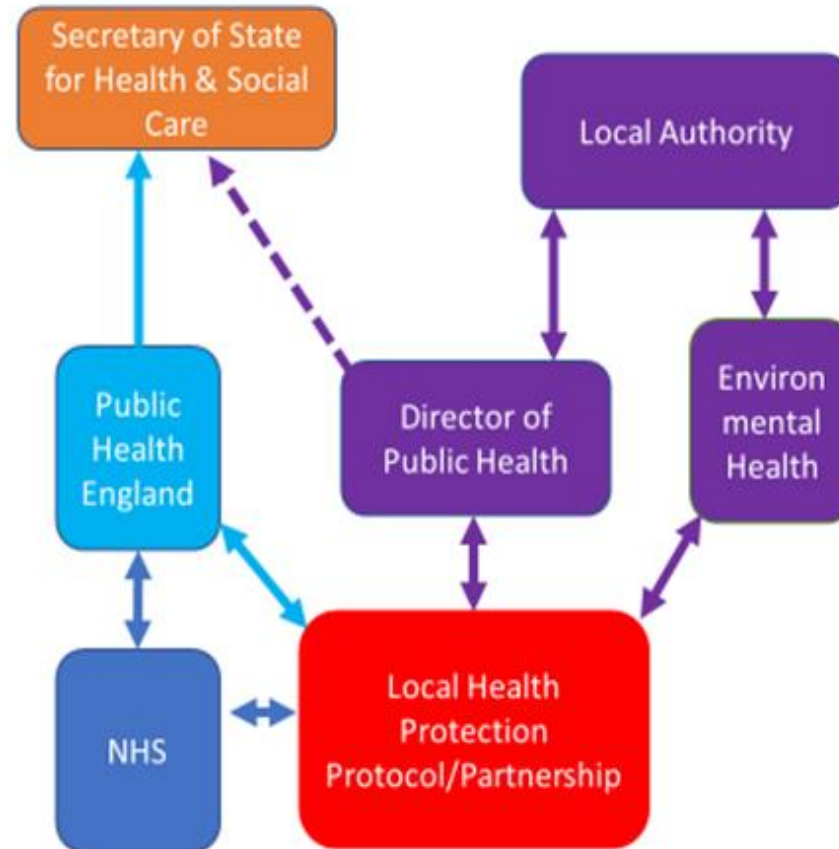 Secretary of State
for Health & Social
Care
Local Authority
Public
Health
England
Director of
Public Health
Environ
mental
Health
NHS
Local Health
Protection
Protocol/Partnership